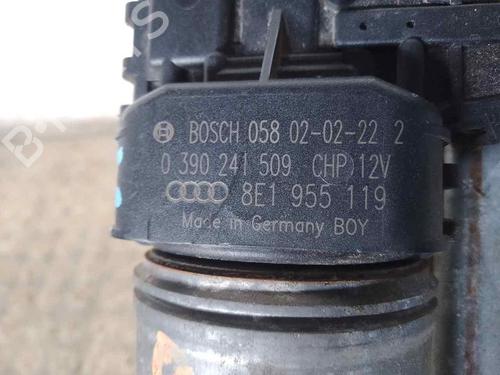 BOSCH 058 02-02-22 2
0 390 241 509 CHP)12V
8E1 955 119
Made in Germany BOY